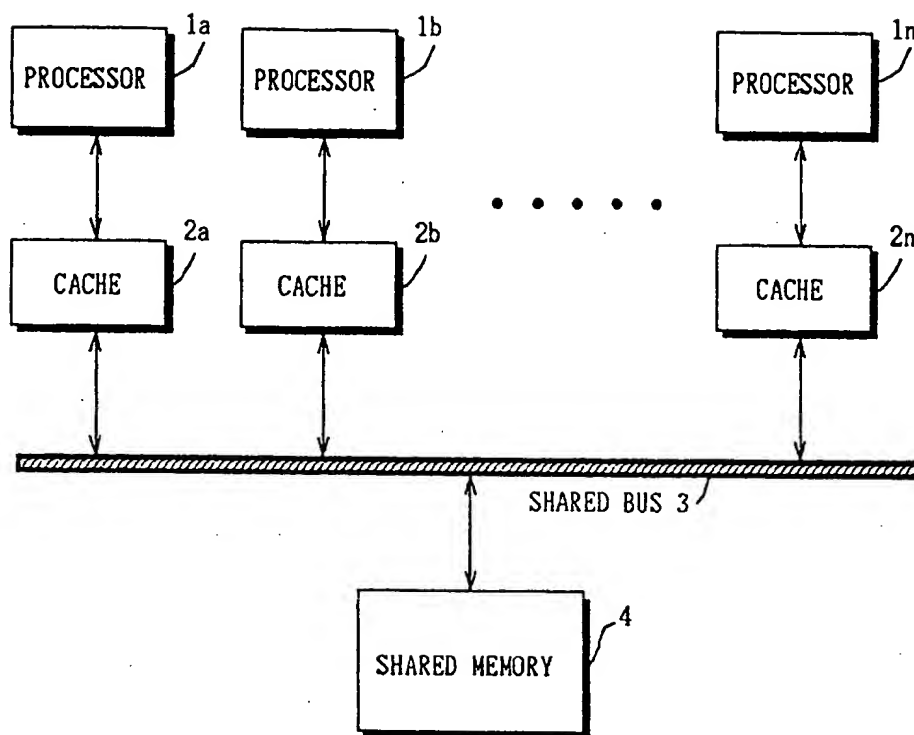 1a
1b
1n
PROCESSOR
PROCESSOR
PROCESSOR
2a
2b
2n
CACHE
CACHE
CACHE
SHARED BUS 3
4
SHARED MEMORY